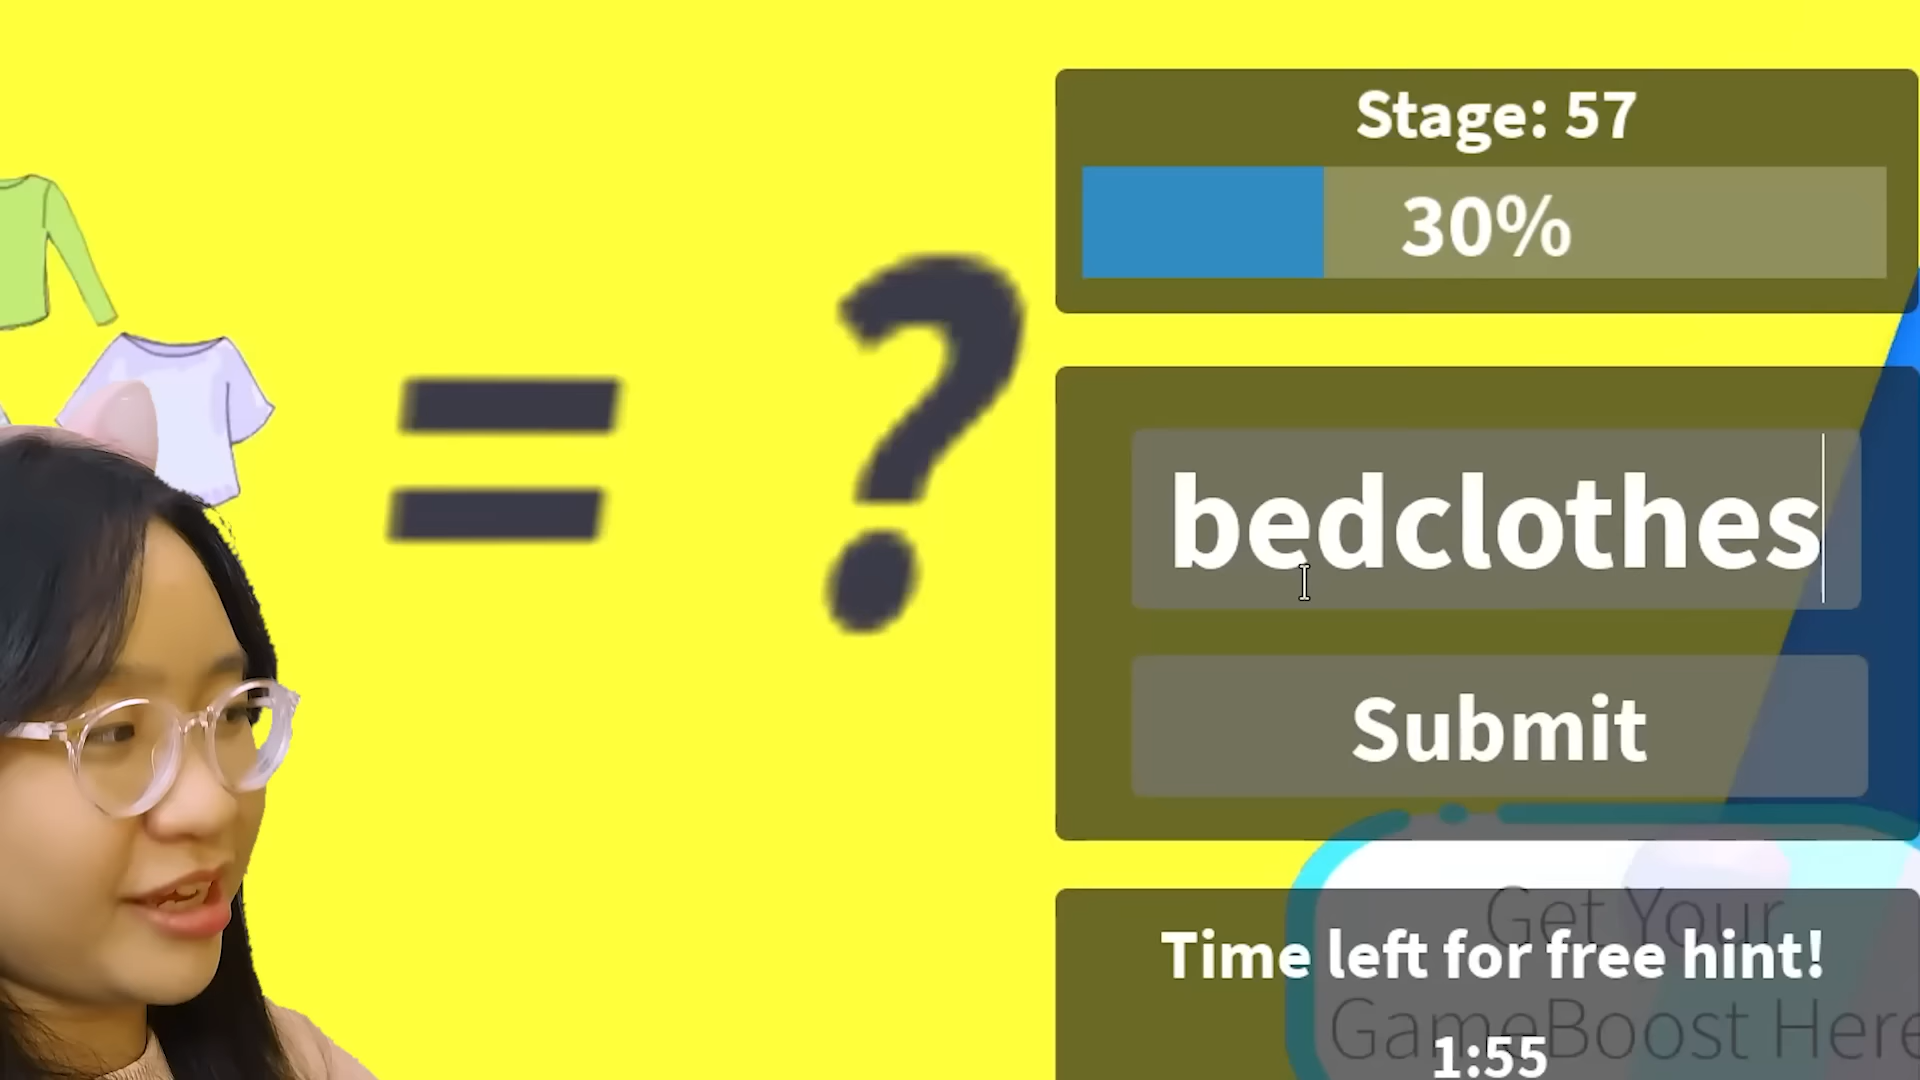 = ?
Stage: 57
30%
bedclothes
Submit
Get Your
Time left for free hint!
GameBoost Here
1:55